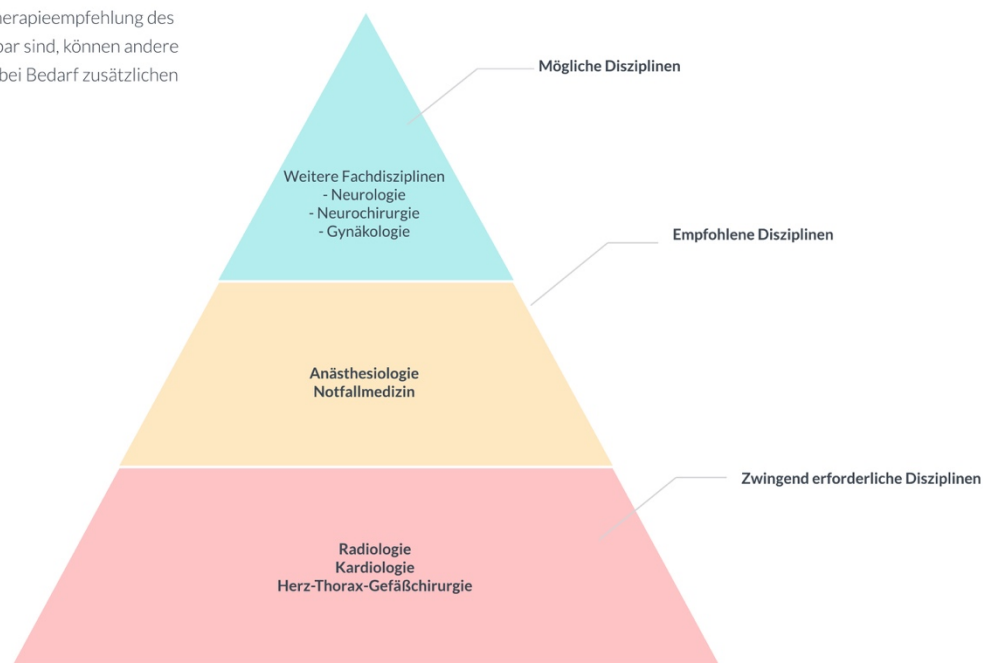 herapieempfehlung des
bar sind, können andere
bei Bedarf zusätzlichen
Mögliche Disziplinen
Weitere Fachdisziplinen
- Neurologie
- Neurochirurgie
- Gynäkologie
Empfohlene Disziplinen
Anästhesiologie
Notfallmedizin
Zwingend erforderliche Disziplinen
Radiologie
Kardiologie
Herz-Thorax-Gefäßchirurgie